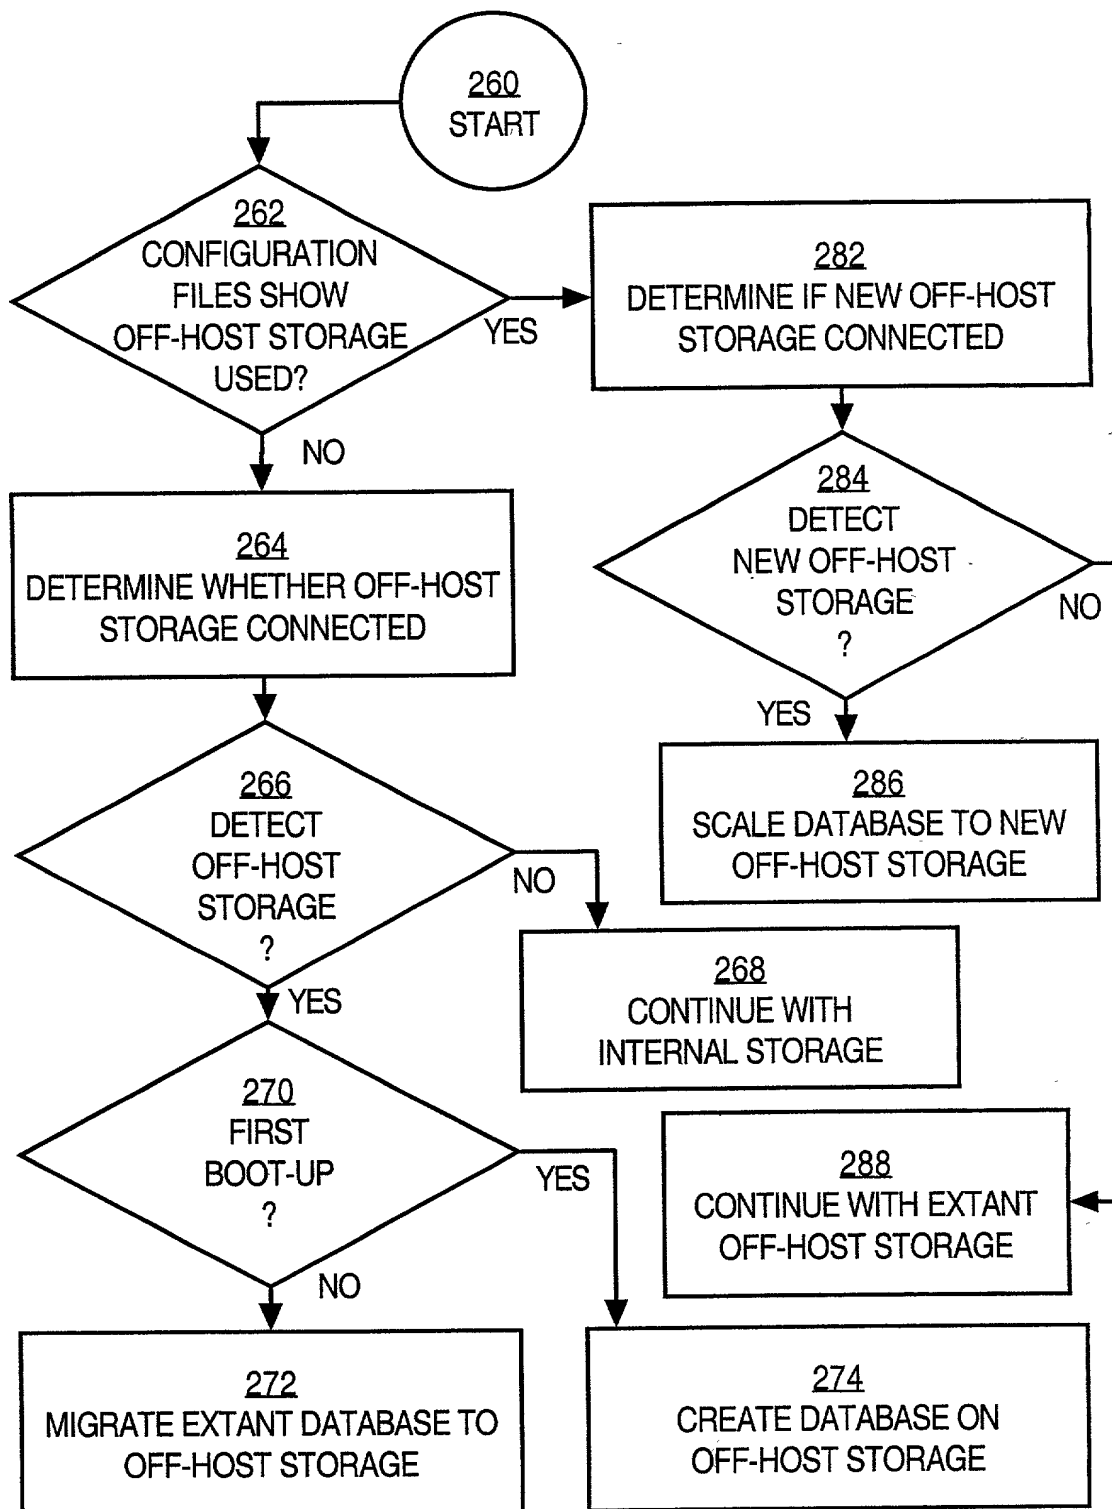 260
START
262
CONFIGURATION
FILES SHOW
OFF-HOST STORAGE
USED?
YES
NO
282
DETERMINE IF NEW OFF-HOST
STORAGE CONNECTED
284
DETECT
NEW OFF-HOST
STORAGE
?
NO
YES
264
DETERMINE WHETHER OFF-HOST
STORAGE CONNECTED
286
SCALE DATABASE TO NEW
OFF-HOST STORAGE
266
DETECT
OFF-HOST
STORAGE
?
NO
YES
268
CONTINUE WITH
INTERNAL STORAGE
270
FIRST
BOOT-UP
?
YES
NO
288
CONTINUE WITH EXTANT
OFF-HOST STORAGE
272
MIGRATE EXTANT DATABASE TO
OFF-HOST STORAGE
274
CREATE DATABASE ON
OFF-HOST STORAGE